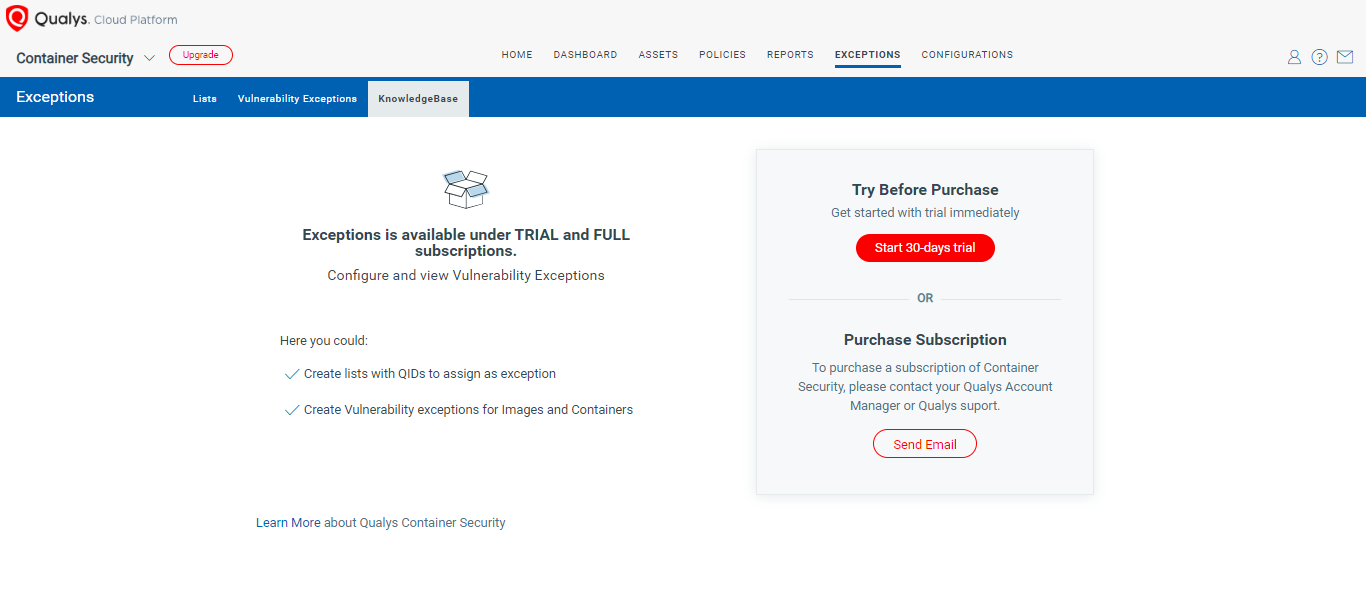 Qualys. Cloud Platform
Container Security
Upgrade
HOME
DASHBOARD
ASSETS
POLICIES
REPORTS
EXCEPTIONS
CONFIGURATIONS
?
Exceptions
Lists
Vulnerability Exceptions
KnowledgeBase
Exceptions is available under TRIAL and FULL
subscriptions.
Configure and view Vulnerability Exceptions
Here you could:
Create lists with QIDs to assign as exception
Create Vulnerability exceptions for Images and Containers
Learn More about Qualys Container Security
Try Before Purchase
Get started with trial immediately
Start 30-days trial
OR
Purchase Subscription
To purchase a subscription of Container
Security, please contact your Qualys Account
Manager or Qualys suport.
Send Email